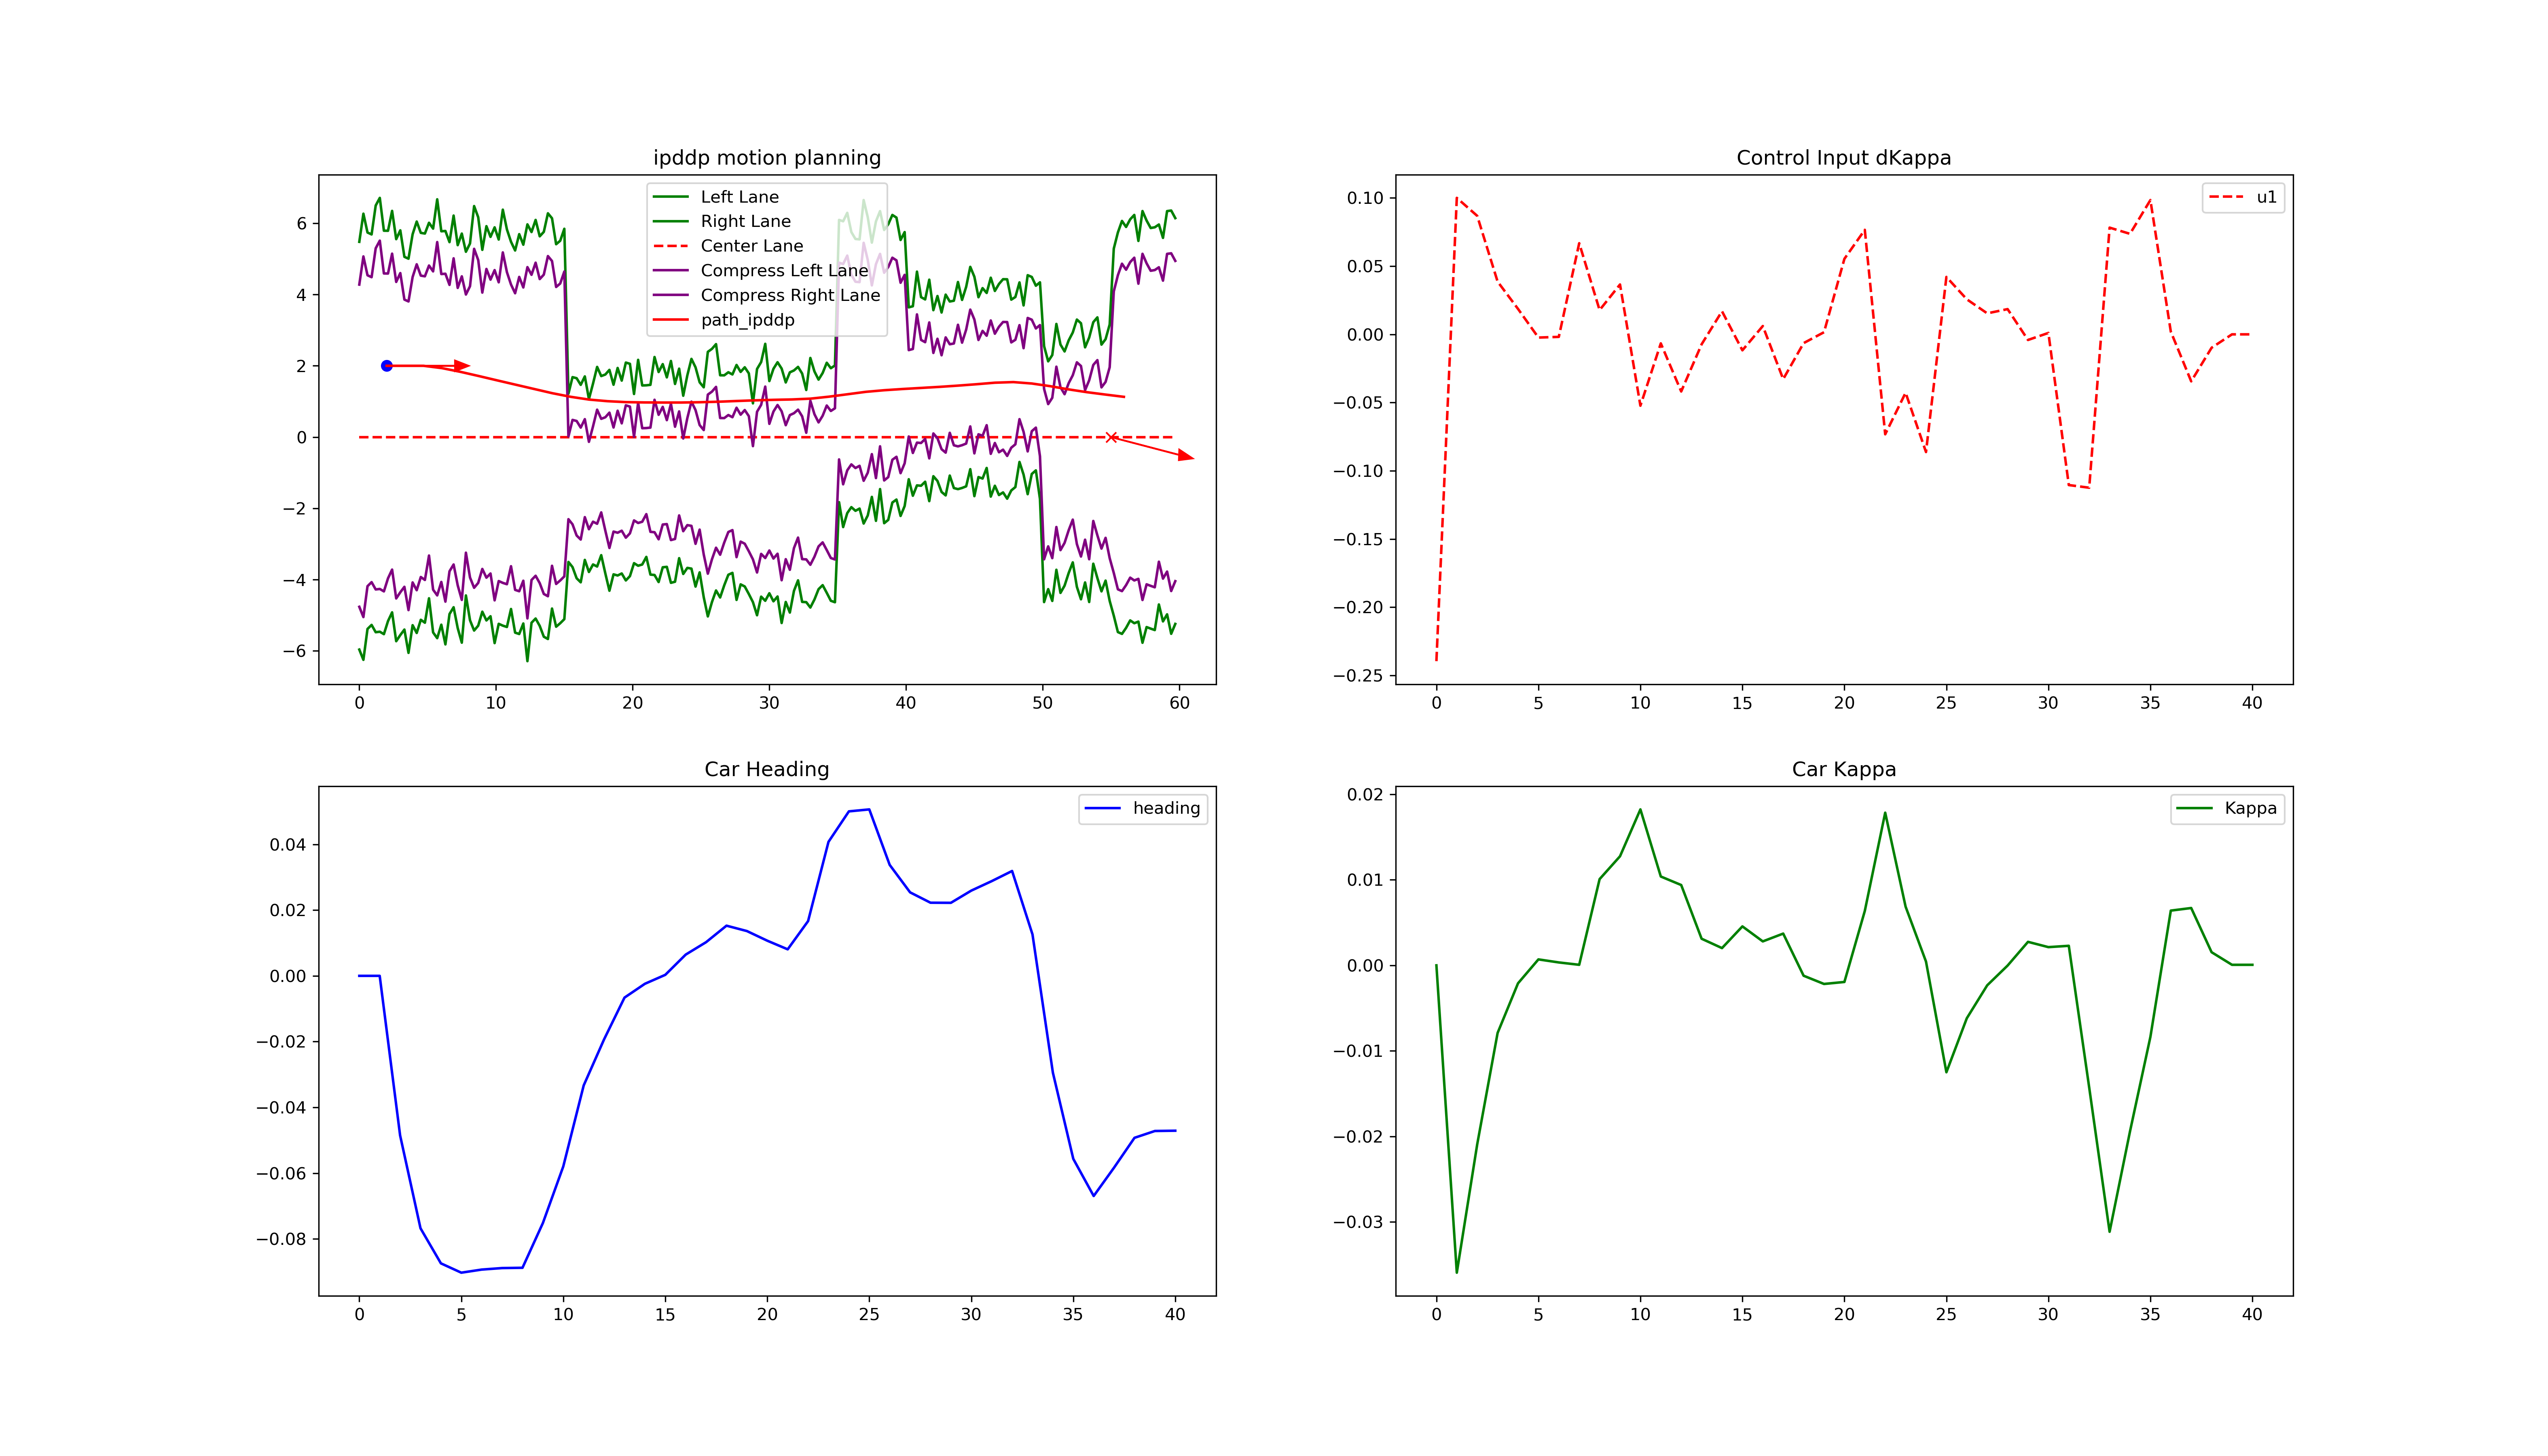 ipddp motion planning
Left Lane
Right Lane
Center Lane
Compress Left Lane
Compress Right Lane
path_ipddp
6
4
2
0
−2
−4
−6
0 10 20 30 40 50 60
Control Input dKappa
u1
0.10
0.05
0.00
−0.05
−0.10
−0.15
−0.20
−0.25
0 5 10 15 20 25 30 35 40
Car Heading
heading
0.04
0.02
0.00
−0.02
−0.04
−0.06
−0.08
0 5 10 15 20 25 30 35 40
Car Kappa
Kappa
0.02
0.01
0.00
−0.01
−0.02
−0.03
0 5 10 15 20 25 30 35 40